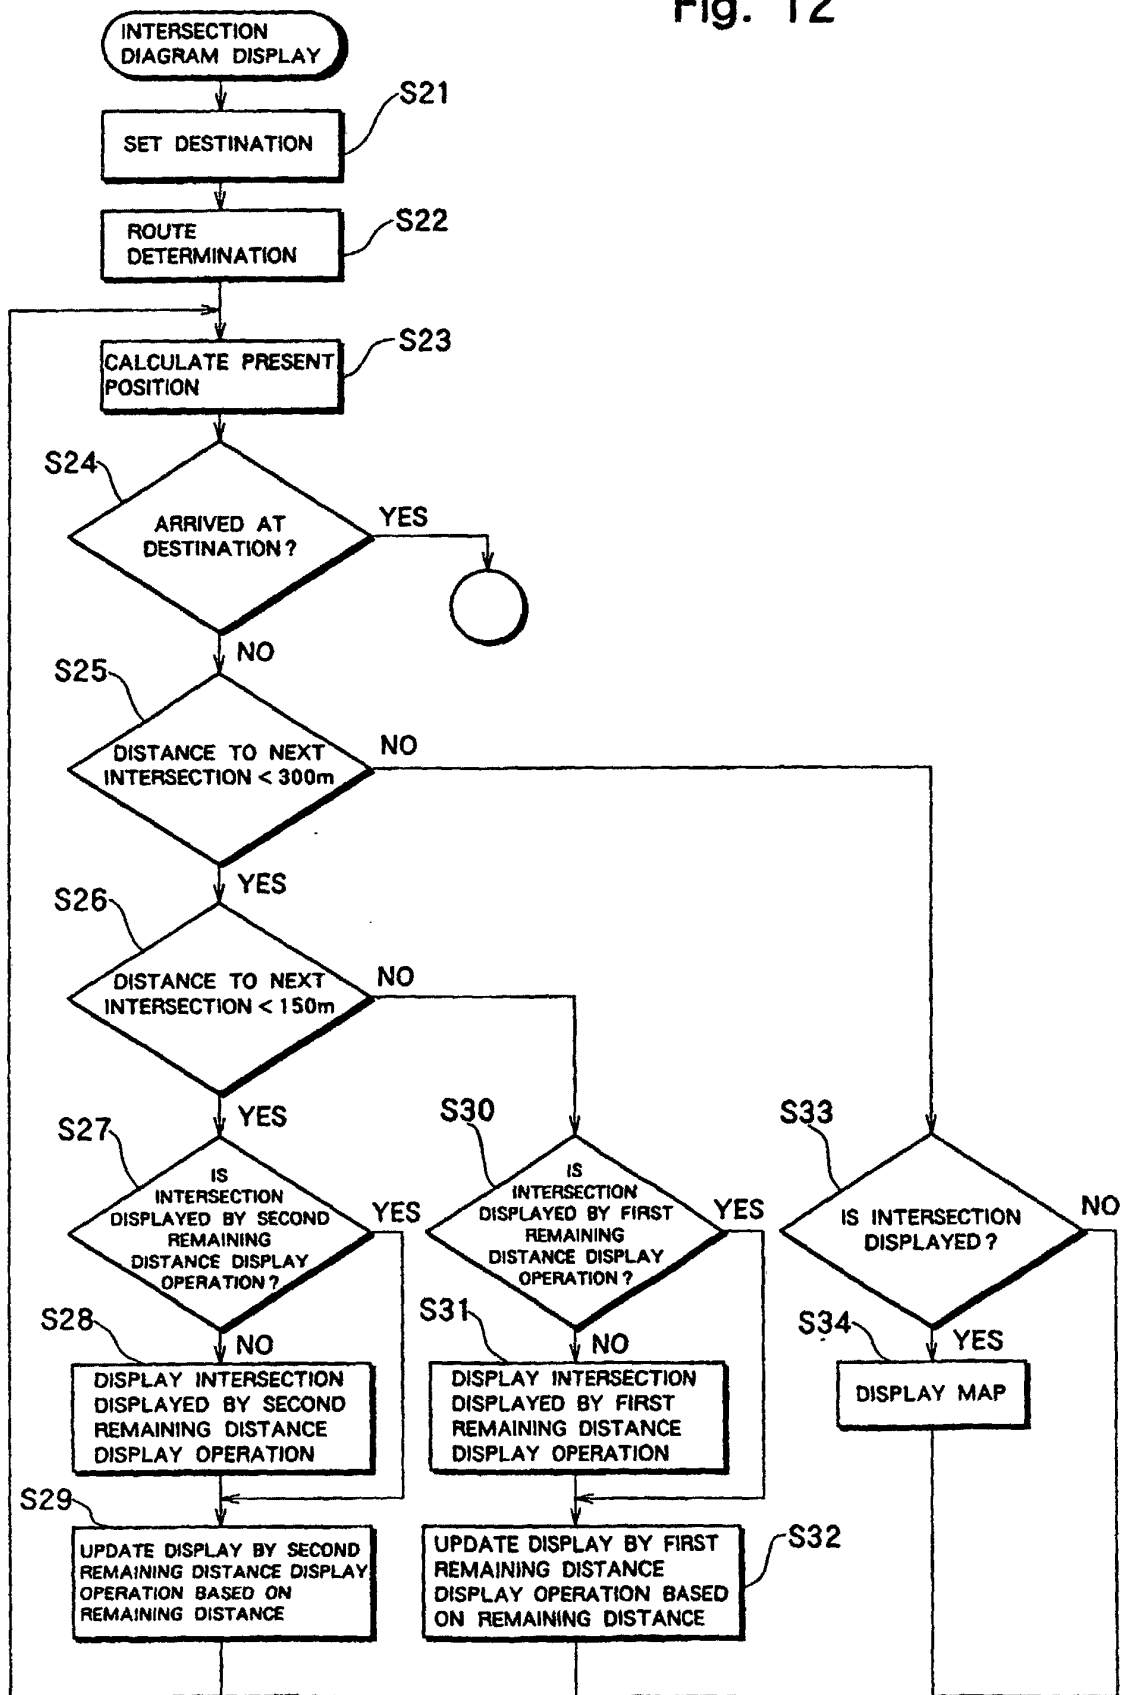 Fig. 12
INTERSECTION
DIAGRAM DISPLAY
S21
SET DESTINATION
S22
ROUTE
DETERMINATION
S23
CALCULATE PRESENT
POSITION
S24
ARRIVED AT
DESTINATION?
YES
NO
S25
DISTANCE TO NEXT
INTERSECTION < 300m
NO
YES
S26
DISTANCE TO NEXT
INTERSECTION < 150m
NO
YES
S27
IS
INTERSECTION
DISPLAYED BY SECOND
REMAINING
DISTANCE DISPLAY
OPERATION?
YES
NO
S28
DISPLAY INTERSECTION
DISPLAYED BY SECOND
REMAINING DISTANCE
DISPLAY OPERATION
S29
UPDATE DISPLAY BY SECOND
REMAINING DISTANCE DISPLAY
OPERATION BASED ON
REMAINING DISTANCE
S30
IS
INTERSECTION
DISPLAYED BY FIRST
REMAINING
DISTANCE DISPLAY
OPERATION?
YES
NO
S31
DISPLAY INTERSECTION
DISPLAYED BY FIRST
REMAINING DISTANCE
DISPLAY OPERATION
S32
UPDATE DISPLAY BY FIRST
REMAINING DISTANCE
DISPLAY OPERATION BASED
ON REMAINING DISTANCE
S33
IS INTERSECTION
DISPLAYED?
NO
YES
S34
DISPLAY MAP